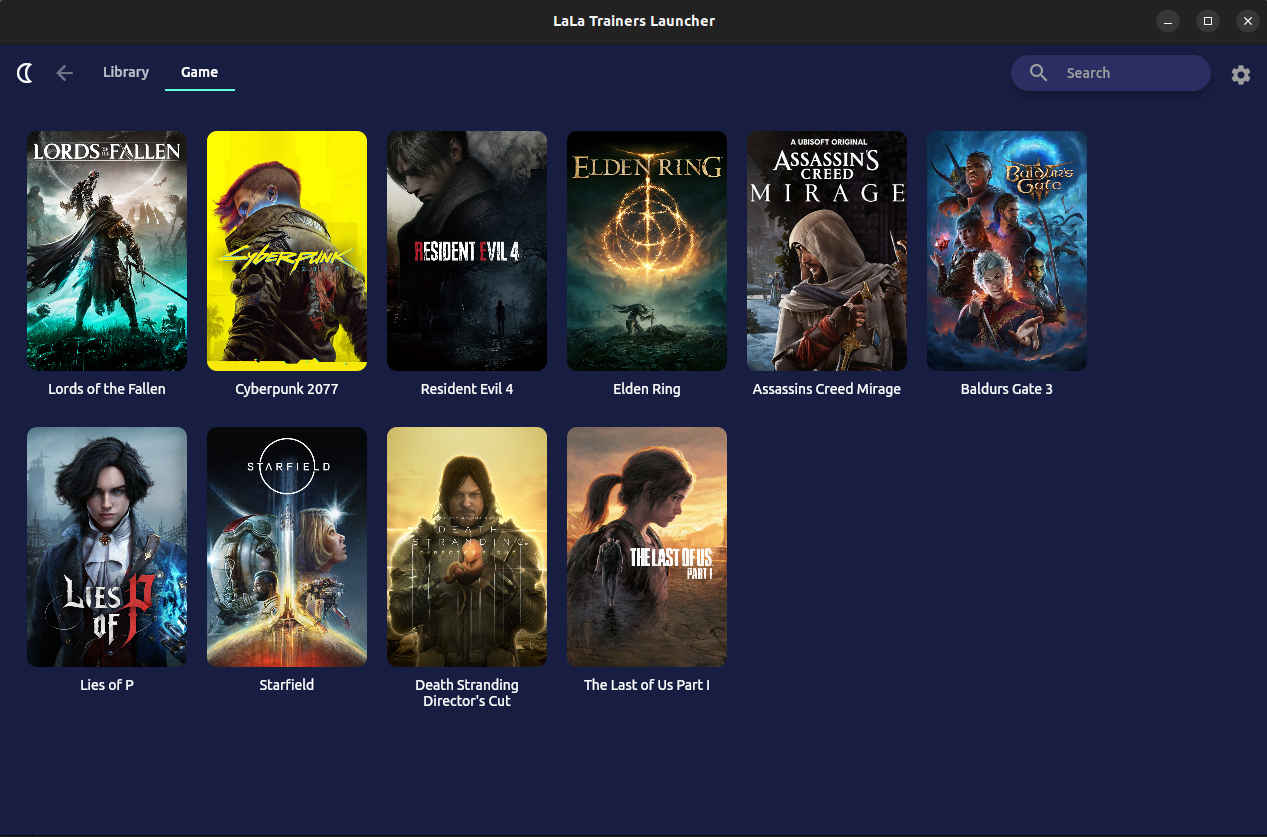 LaLa Trainers Launcher
Library
Game
Search
LORDS OF THE FALLEN
CYBERPUNK
2077
RESIDENT EVIL 4
ELDEN RING
A UBISOFT ORIGINAL
ASSASSIN'S
CREED
MIRAGE
Baldur's
Gate
Lords of the Fallen
Cyberpunk 2077
Resident Evil 4
Elden Ring
Assassins Creed Mirage
Baldurs Gate 3
LIES
OF P
STARFIELD
DEATH
STRANDING
DIRECTOR'S CUT
THE LAST OF US
PART I
Lies of P
Starfield
Death Stranding
Director's Cut
The Last of Us Part I